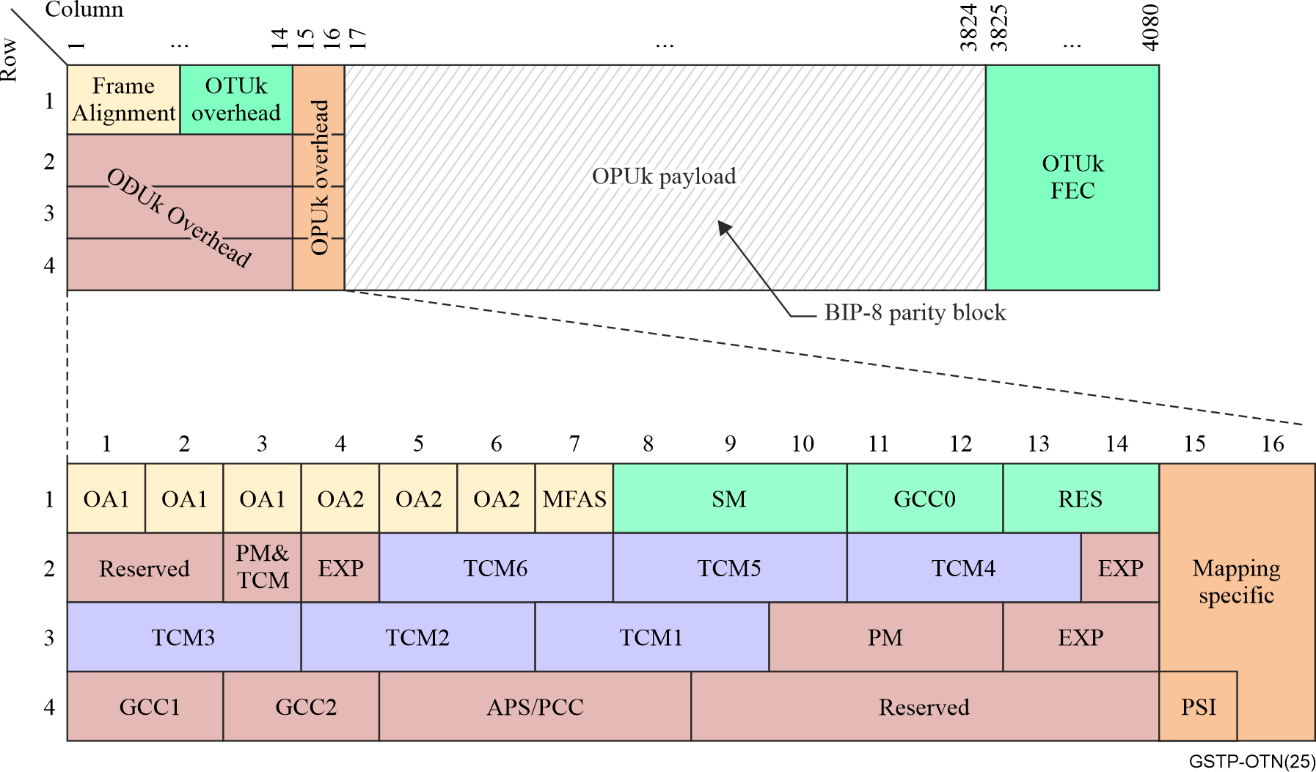 Column
Row
1 ... 14 15 16 17 ... 3824 3825 ... 4080
1
Frame
Alignment
OTUk
overhead
OPUk overhead
2
3
4
ODUk Overhead
OPUk payload
OTUk
FEC
BIP-8 parity block
1 2 3 4 5 6 7 8 9 10 11 12 13 14 15 16
1 OA1 OA1 OA1 OA2 OA2 OA2 MFAS SM GCC0 RES
2 Reserved
PM&
TCM
EXP TCM6 TCM5 TCM4 EXP
Mapping
specific
3 TCM3 TCM2 TCM1 PM EXP
4 GCC1 GCC2 APS/PCC Reserved PSI
GSTP-OTN(25)